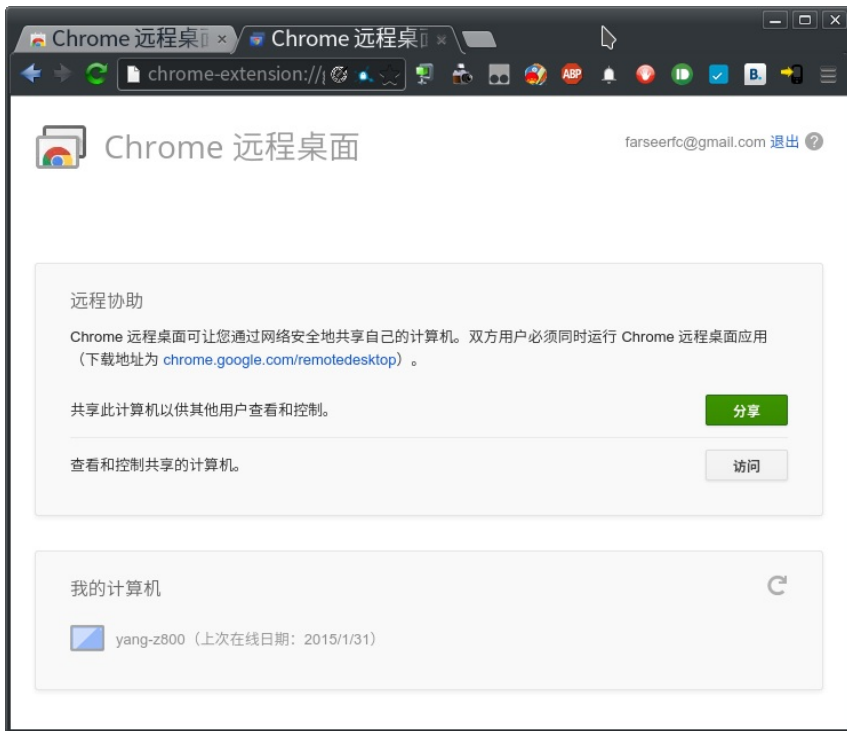 Chrome 远程桌
Chrome 远程桌
chrome-extension://
ABP
B.
Chrome 远程桌面
farseerfc@gmail.com 退出 ?
远程协助
Chrome 远程桌面可让您通过网络安全地共享自己的计算机。双方用户必须同时运行 Chrome 远程桌面应用
（下载地址为 chrome.google.com/remotedesktop）。
共享此计算机以供其他用户查看和控制。
分享
查看和控制共享的计算机。
访问
我的计算机
yang-z800（上次在线日期：2015/1/31）